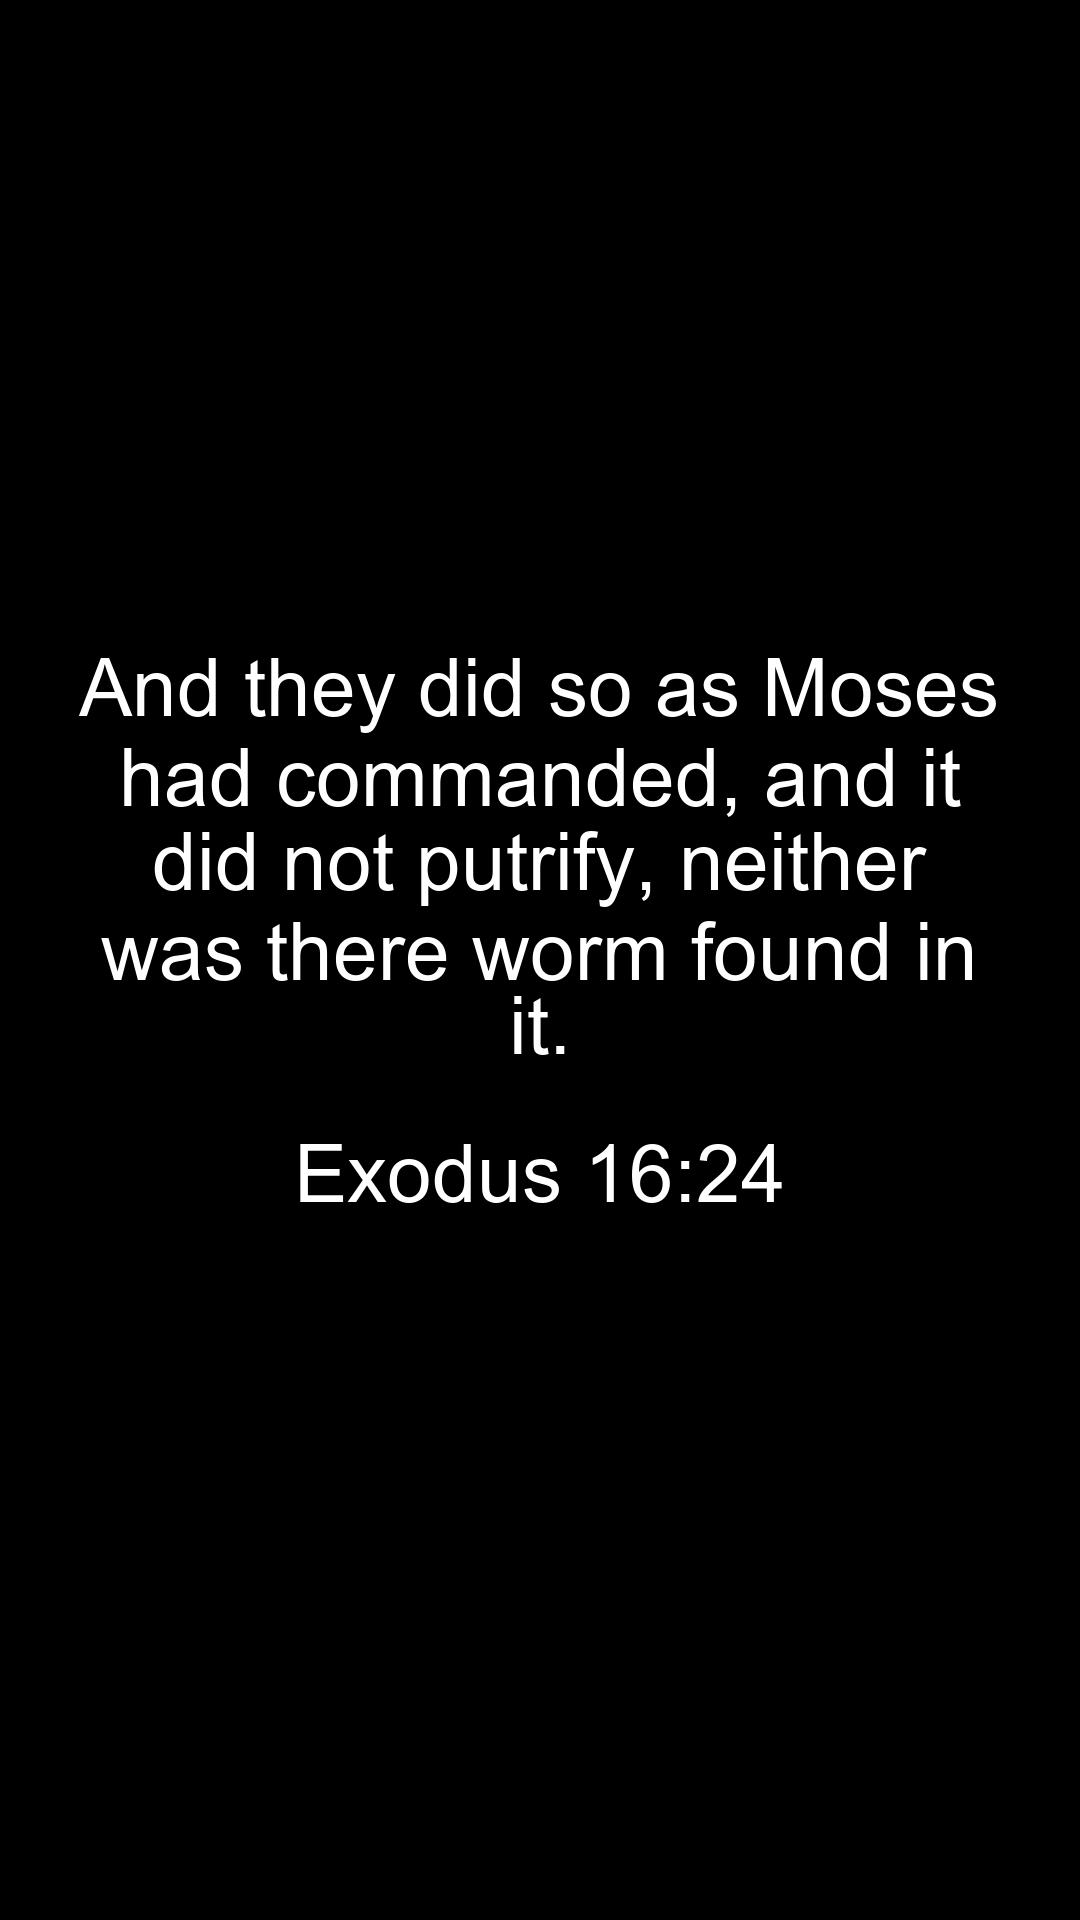 And they did so as Moses
had commanded, and it
did not putrify, neither
was there worm found in
it.
Exodus 16:24